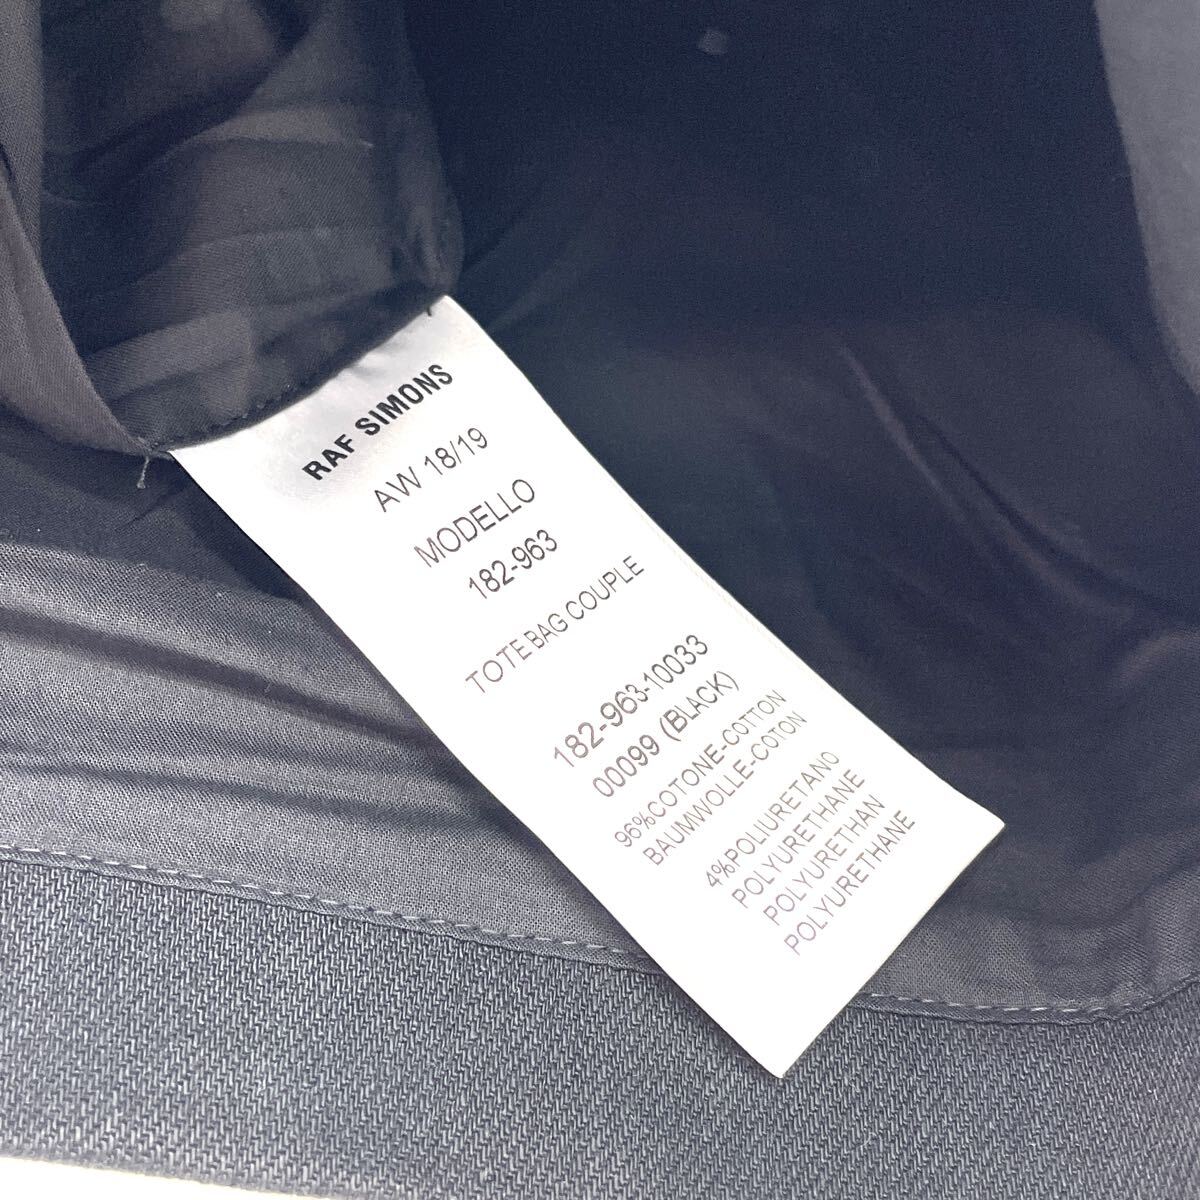 RAF SIMONS
AW 18/19
MODELLO
182-963
TOTE BAG COUPLE
182-963-10033
00099 (BLACK)
96%COTONE-COTTON
BAUMWOLLE-COTON
4%POLIURETANO
POLYURETHANE
POLYURETHAN
POLYURETHANE